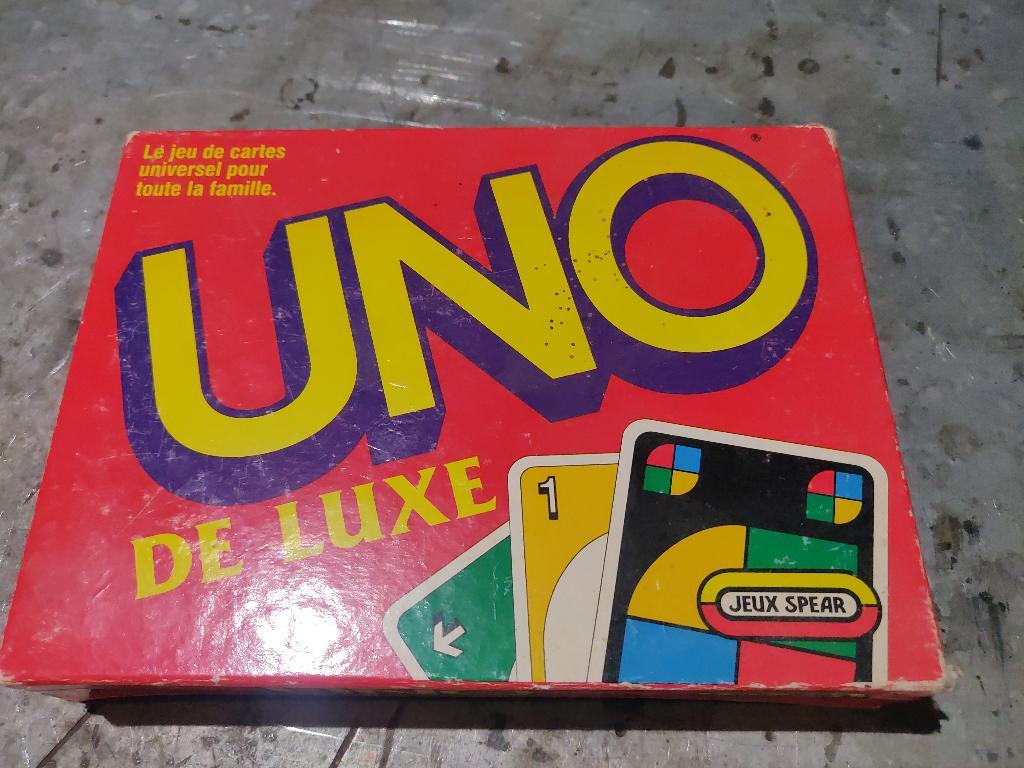 Le jeu de cartes
universel pour
toute la famille.
UNO®
DE LUXE
1
JEUX SPEAR